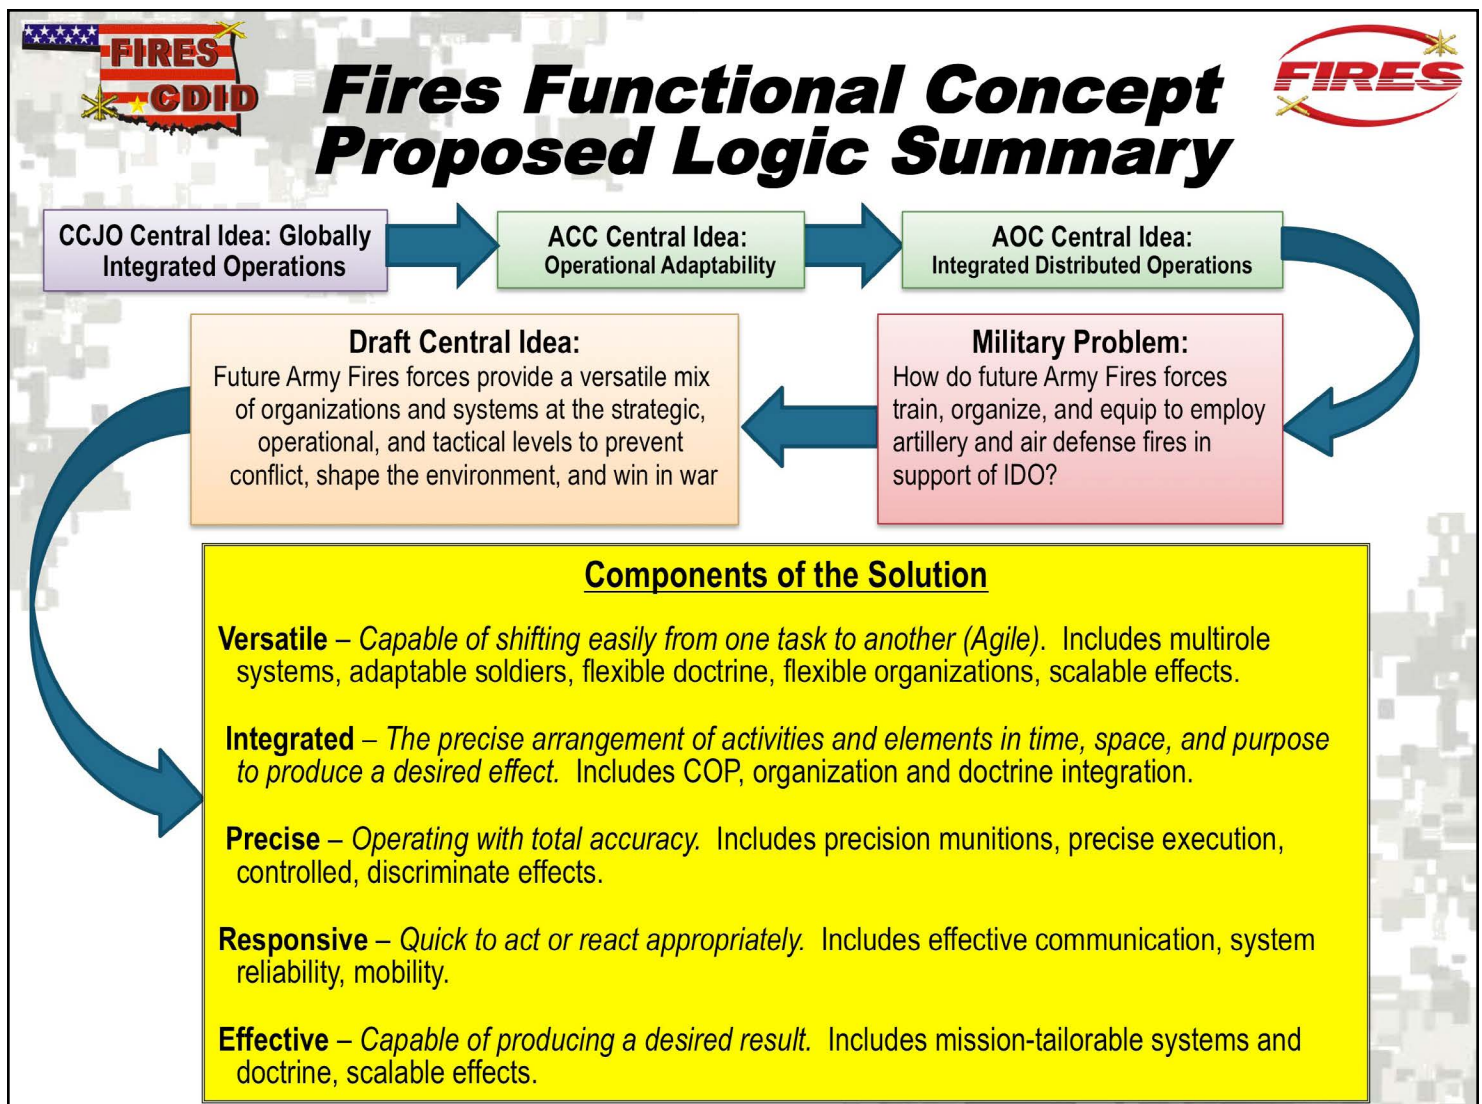 FIRES
CDID
FIRES
Fires Functional Concept
Proposed Logic Summary
CCJO Central Idea: Globally
Integrated Operations
ACC Central Idea:
Operational Adaptability
AOC Central Idea:
Integrated Distributed Operations
Military Problem:
How do future Army Fires forces
train, organize, and equip to employ
artillery and air defense fires in
support of IDO?
Draft Central Idea:
Future Army Fires forces provide a versatile mix
of organizations and systems at the strategic,
operational, and tactical levels to prevent
conflict, shape the environment, and win in war
Components of the Solution
Versatile – Capable of shifting easily from one task to another (Agile). Includes multirole
systems, adaptable soldiers, flexible doctrine, flexible organizations, scalable effects.
Integrated – The precise arrangement of activities and elements in time, space, and purpose
to produce a desired effect. Includes COP, organization and doctrine integration.
Precise – Operating with total accuracy. Includes precision munitions, precise execution,
controlled, discriminate effects.
Responsive – Quick to act or react appropriately. Includes effective communication, system
reliability, mobility.
Effective – Capable of producing a desired result. Includes mission-tailorable systems and
doctrine, scalable effects.